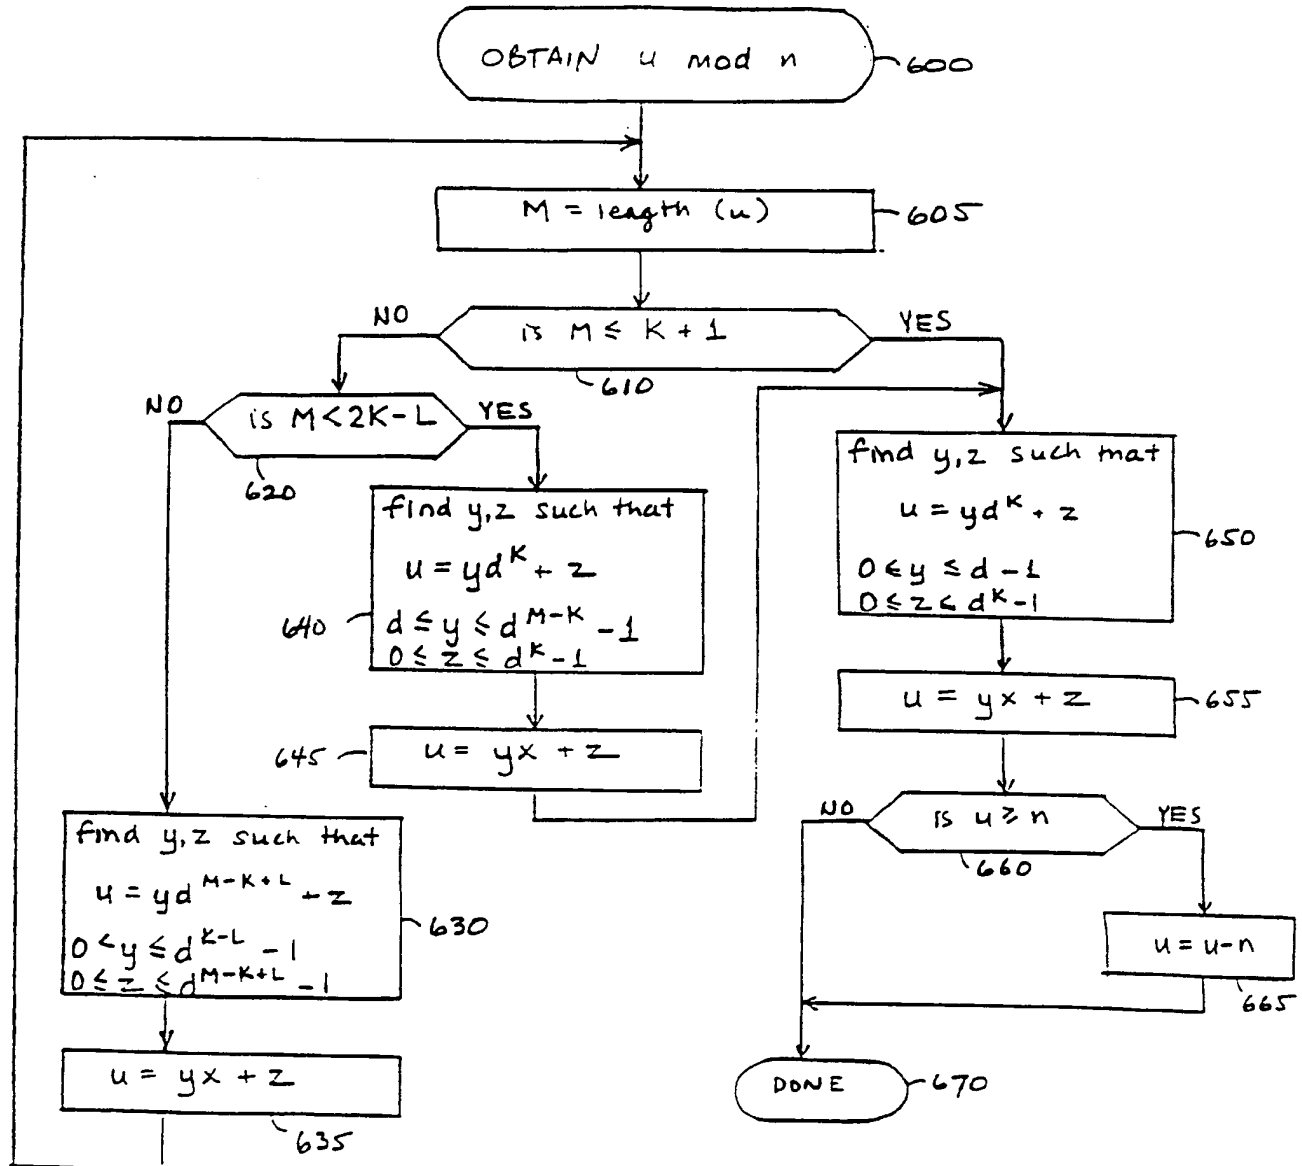 OBTAIN u mod n
600
M = length (u)
605
NO
is M ≤ K + 1
YES
610
NO
is M < 2K - L
YES
620
find y,z such that
u = yd^K + z
d ≤ y ≤ d^{M-K} - 1
0 ≤ z ≤ d^K - 1
640
u = yx + z
645
find y,z such that
u = yd^K + z
0 ≤ y ≤ d - 1
0 ≤ z ≤ d^K - 1
650
u = yx + z
655
NO
is u ≥ n
YES
660
u = u - n
665
DONE
670
find y,z such that
u = yd^{M-K+L} + z
0 < y ≤ d^{K-L} - 1
0 ≤ z ≤ d^{M-K+L} - 1
630
u = yx + z
635